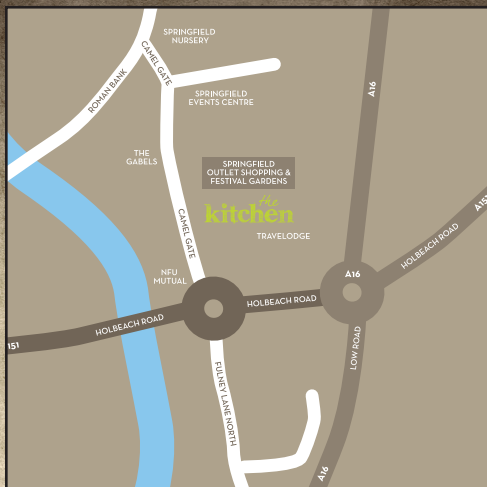 SPRINGFIELD
NURSERY
CAMEL GATE
ROMAN BANK
SPRINGFIELD
EVENTS CENTRE
A16
THE
GABELS
SPRINGFIELD
OUTLET SHOPPING &
FESTIVAL GARDENS
the
kitchen
TRAVELODGE
CAMEL GATE
A151
HOLBEACH ROAD
NFU
MUTUAL
A16
HOLBEACH ROAD
HOLBEACH ROAD
151
LOW ROAD
FULNEY LANE NORTH
A16